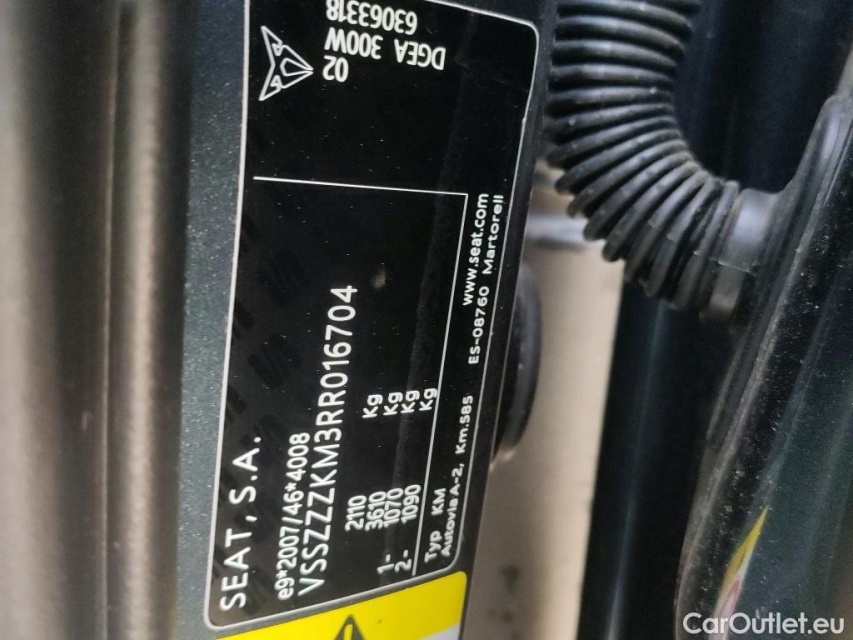 SEAT, S.A.
e9*2007/46*4008
VSSZZZKM3RR016704
2110 Kg
3610 Kg
1- 1070 Kg
2- 1090 Kg
Typ KM
Autovia A-2, Km.585
www.seat.com
ES-08760 Martorell
02
300W
DGEA
63063318
CarOutlet.eu